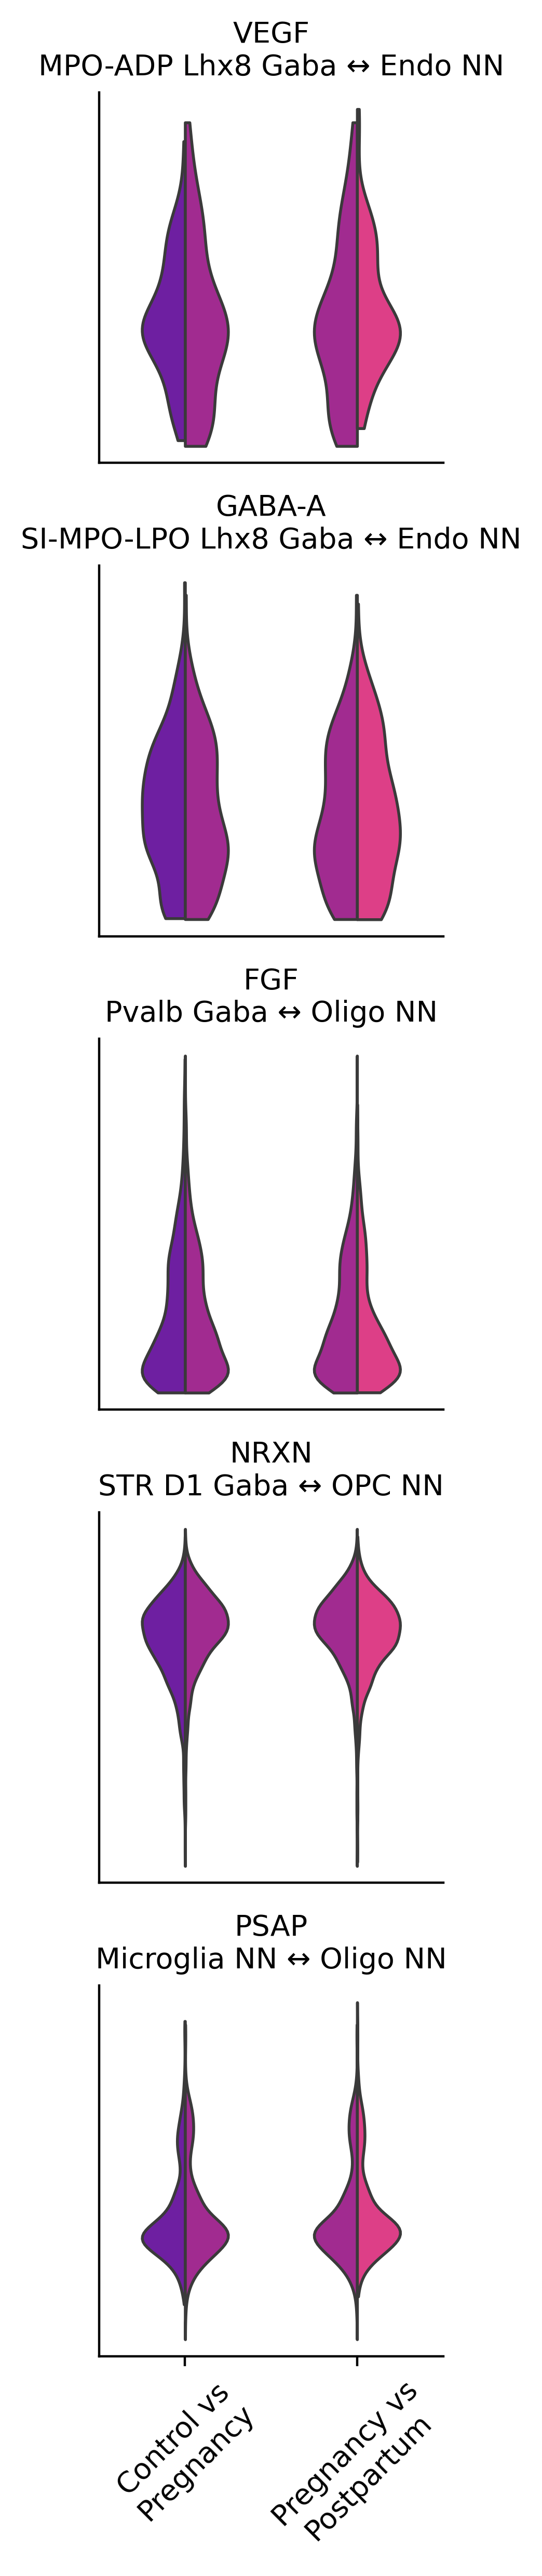 VEGF
MPO-ADP Lhx8 Gaba ↔ Endo NN
GABA-A
SI-MPO-LPO Lhx8 Gaba ↔ Endo NN
FGF
Pvalb Gaba ↔ Oligo NN
NRXN
STR D1 Gaba ↔ OPC NN
PSAP
Microglia NN ↔ Oligo NN
Control vs
Pregnancy
Pregnancy vs
Postpartum